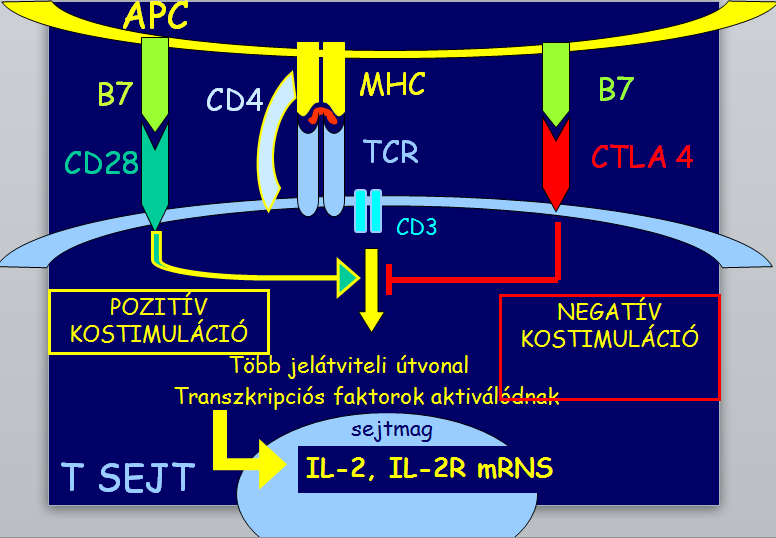 APC
B7
CD4
MHC
B7
CD28
TCR
CTLA 4
CD3
POZITÍV
KOSTIMULÁCIÓ
NEGATÍV
KOSTIMULÁCIÓ
Több jelátviteli útvonal
Transzkripciós faktorok aktiválódnak
sejtmag
T SEJT
IL-2, IL-2R mRNS